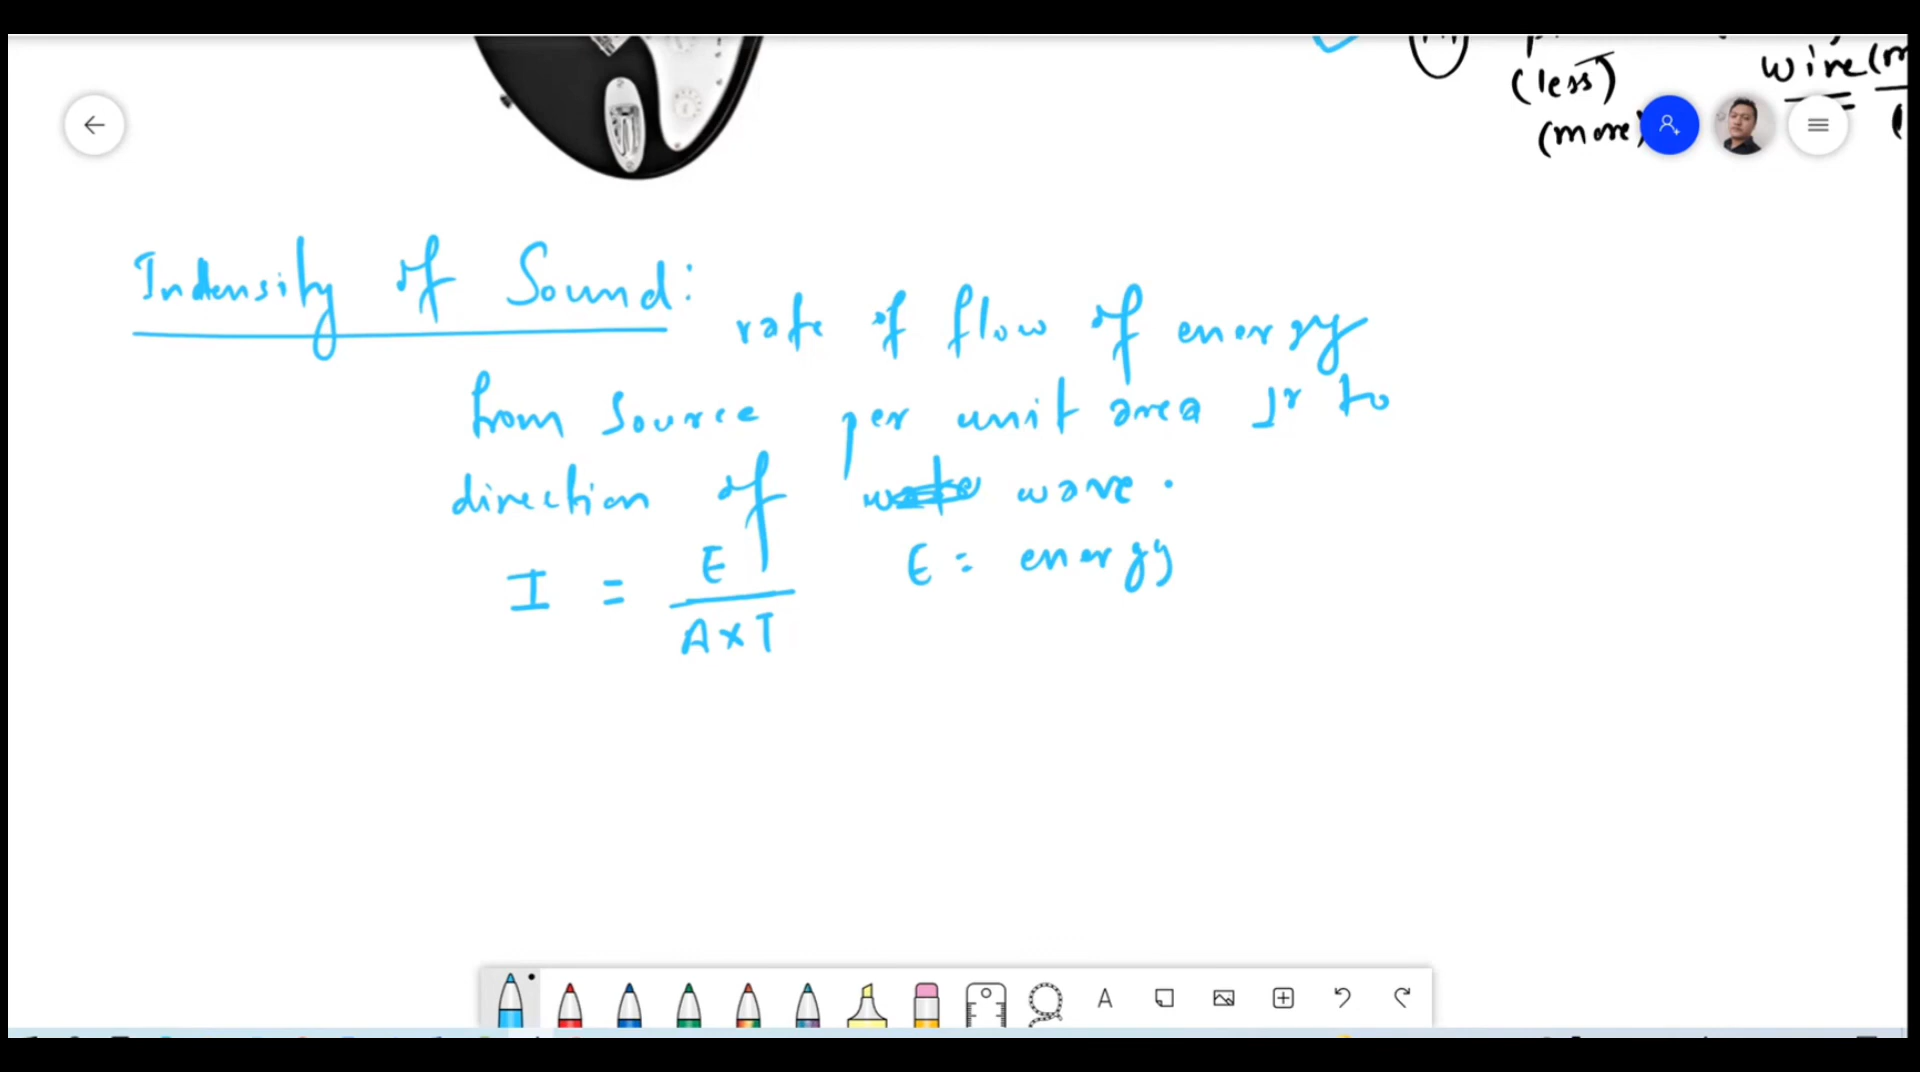 (less)
wire(
(more)
Indensity of Sound:
rate of flow of energy
from source per unit area ⊥r to
direction of wave.
I = E / A×T
E = energy
A